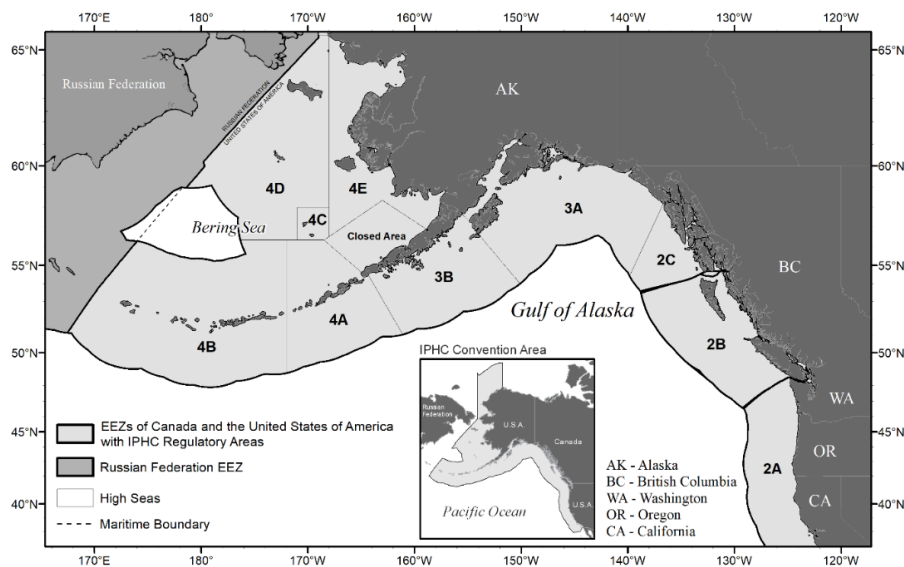 170°E
180°
170°W
160°W
150°W
140°W
130°W
120°W
65°N
65°N
Russian Federation
RUSSIAN FEDERATION
UNITED STATES OF AMERICA
AK
60°N
60°N
4D
4E
3A
4C
Bering Sea
Closed Area
2C
BC
55°N
55°N
3B
Gulf of Alaska
4A
4B
2B
50°N
50°N
IPHC Convention Area
WA
Russian
Federation
U.S.A.
Canada
U.S.A.
Pacific Ocean
EEZs of Canada and the United States of America
with IPHC Regulatory Areas
Russian Federation EEZ
High Seas
Maritime Boundary
45°N
45°N
OR
2A
AK - Alaska
BC - British Columbia
WA - Washington
OR - Oregon
CA - California
CA
40°N
40°N
170°E
180°
170°W
160°W
150°W
140°W
130°W
120°W